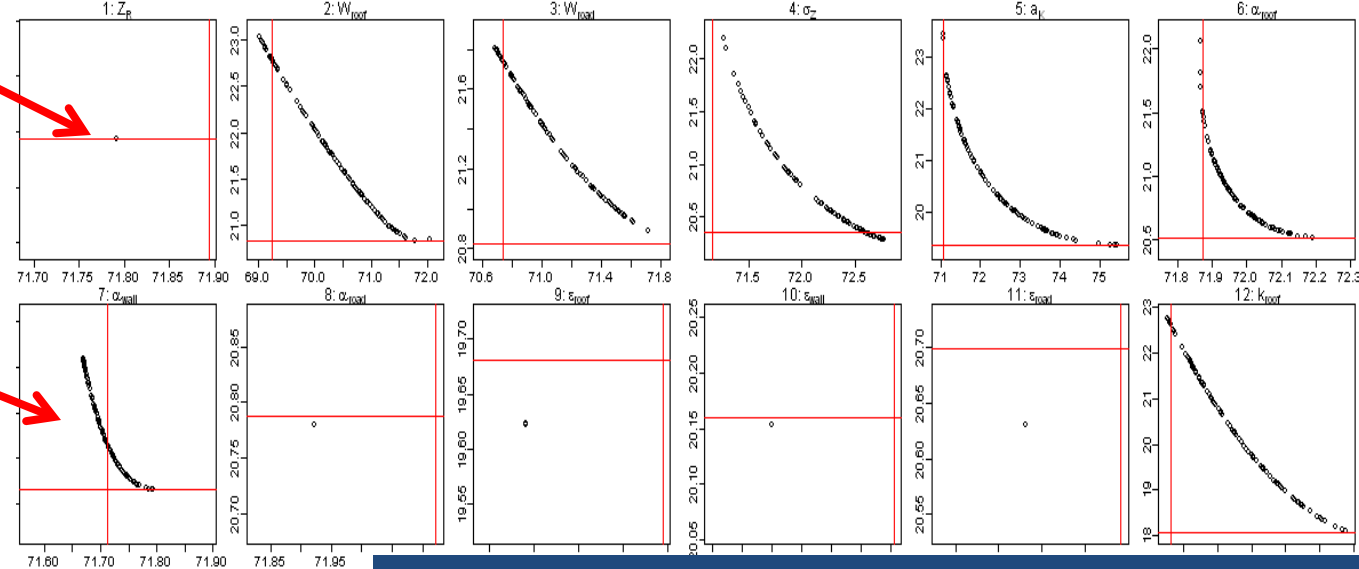 1: Z_R
2: W_roof
3: W_road
4: σ_Z
5: a_K
6: α_roof
21.0 21.5 22.0 22.5 23.0
20.8 21.2 21.6
20.5 21.0 21.5 22.0
20 21 22 23
20.5 21.0 21.5 22.0
71.70 71.75 71.80 71.85 71.90
69.0 70.0 71.0 72.0
70.6 71.0 71.4 71.8
71.5 72.0 72.5
71 72 73 74 75
71.8 71.9 72.0 72.1 72.2 72.3
7: α_wall
8: α_road
9: ε_roof
10: ε_wall
11: ε_road
12: k_roof
20.70 20.75 20.80 20.85
19.55 19.60 19.65 19.70
20.05 20.10 20.15 20.20 20.25
20.55 20.60 20.65 20.70
18 19 20 21 22 23
71.60 71.70 71.80 71.90
71.85 71.95